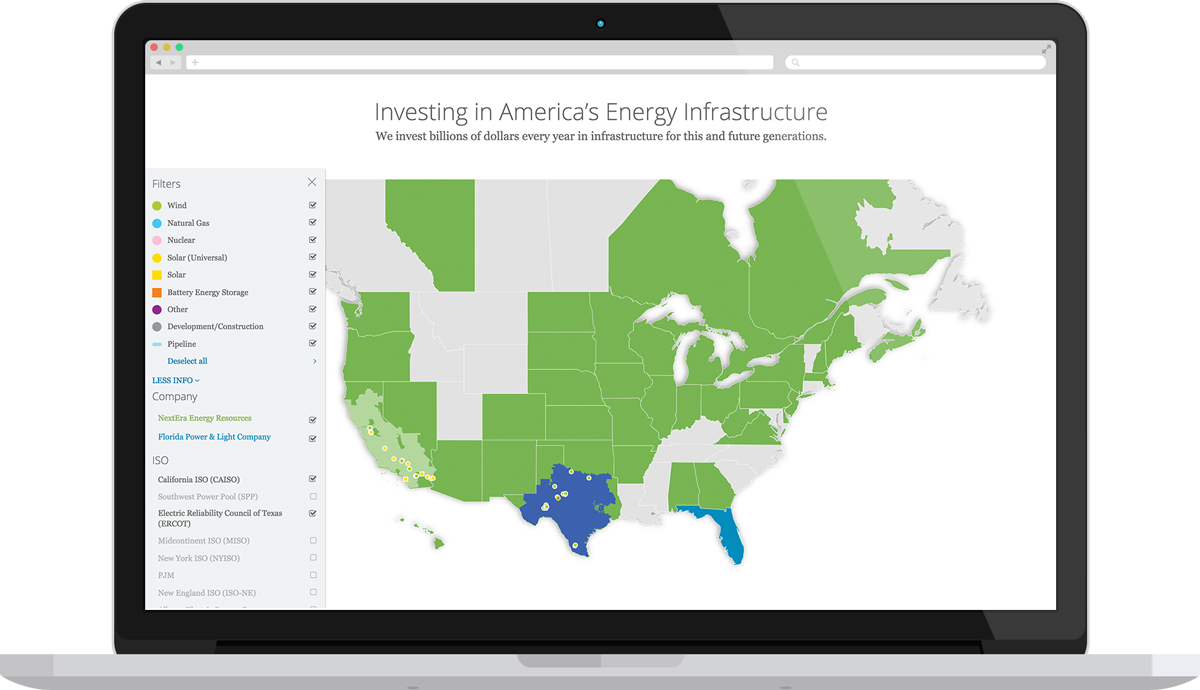 Investing in America's Energy Infrastructure
We invest billions of dollars every year in infrastructure for this and future generations.
Filters
Wind
Natural Gas
Nuclear
Solar (Universal)
Solar
Battery Energy Storage
Other
Development/Construction
Pipeline
Deselect all
LESS INFO
Company
NextEra Energy Resources
Florida Power & Light Company
ISO
California ISO (CAISO)
Southwest Power Pool (SPP)
Electric Reliability Council of Texas
(ERCOT)
Midcontinent ISO (MISO)
New York ISO (NYISO)
PJM
New England ISO (ISO-NE)